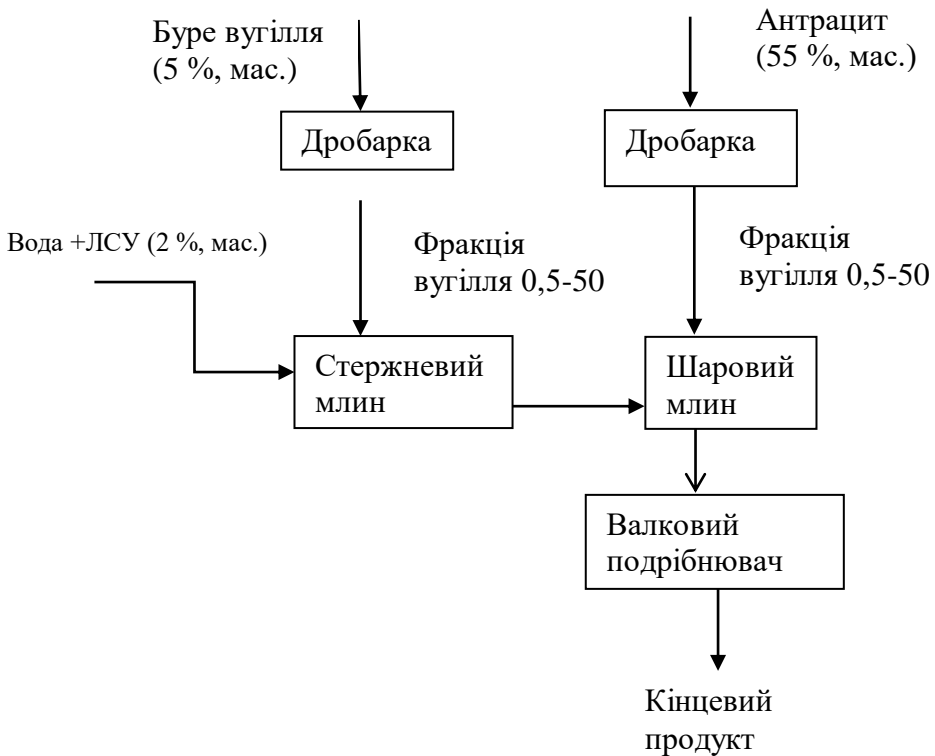 Буре вугілля
(5 %, мас.)
Антрацит
(55 %, мас.)
Дробарка
Дробарка
Вода +ЛСУ (2 %, мас.)
Фракція
вугілля 0,5-50
Фракція
вугілля 0,5-50
Стержневий
млин
Шаровий
млин
Валковий
подрібнювач
Кінцевий
продукт